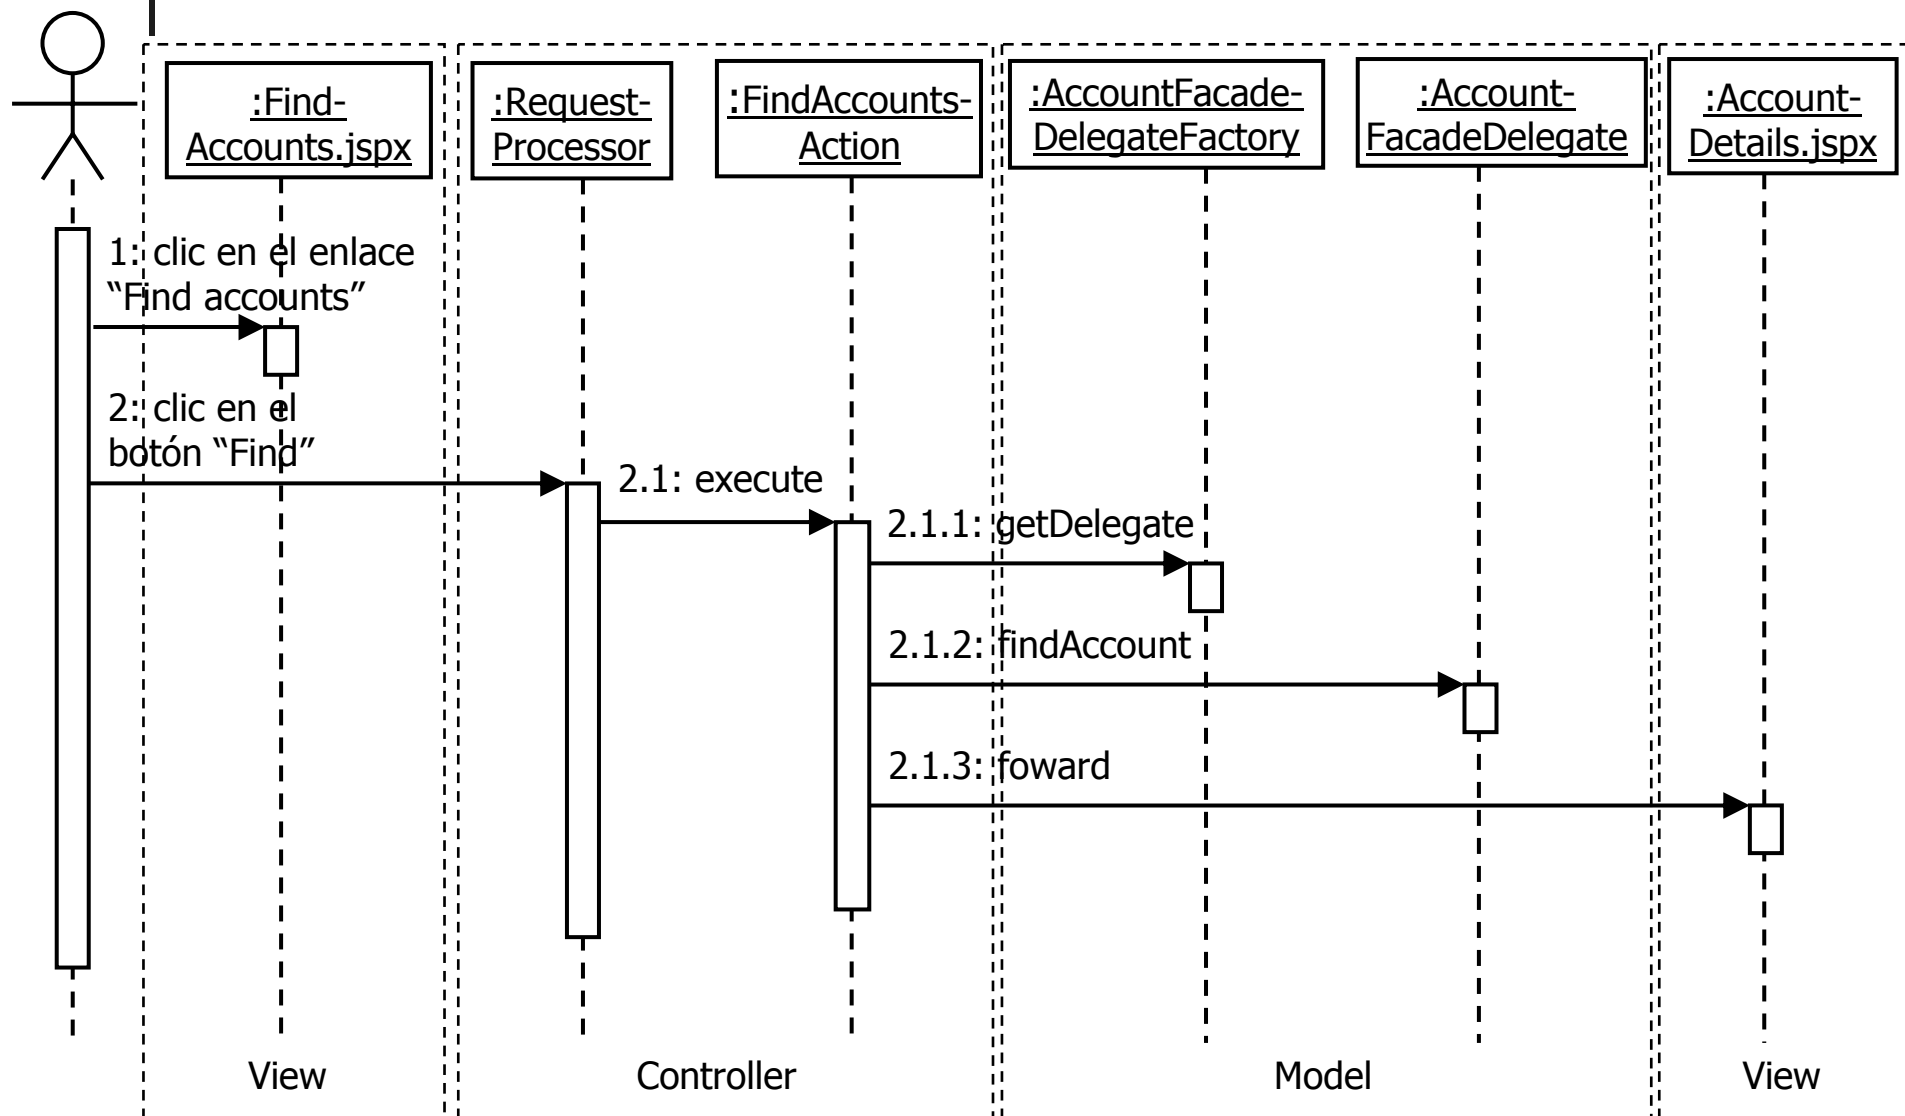 :Find-
Accounts.jspx
:Request-
Processor
:FindAccounts-
Action
:AccountFacade-
DelegateFactory
:Account-
FacadeDelegate
:Account-
Details.jspx
1: clic en el enlace
“Find accounts”
2: clic en el
botón “Find”
2.1: execute
2.1.1: getDelegate
2.1.2: findAccount
2.1.3: foward
View
Controller
Model
View